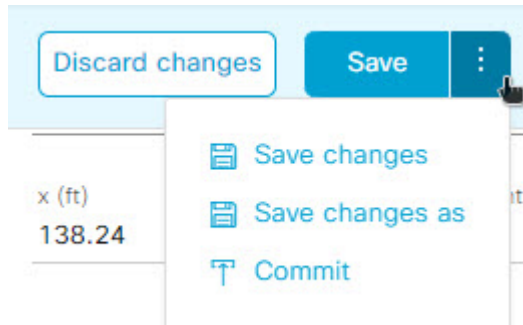 Discard changes
Save
Save changes
x (ft)
Save changes as
138.24
Commit